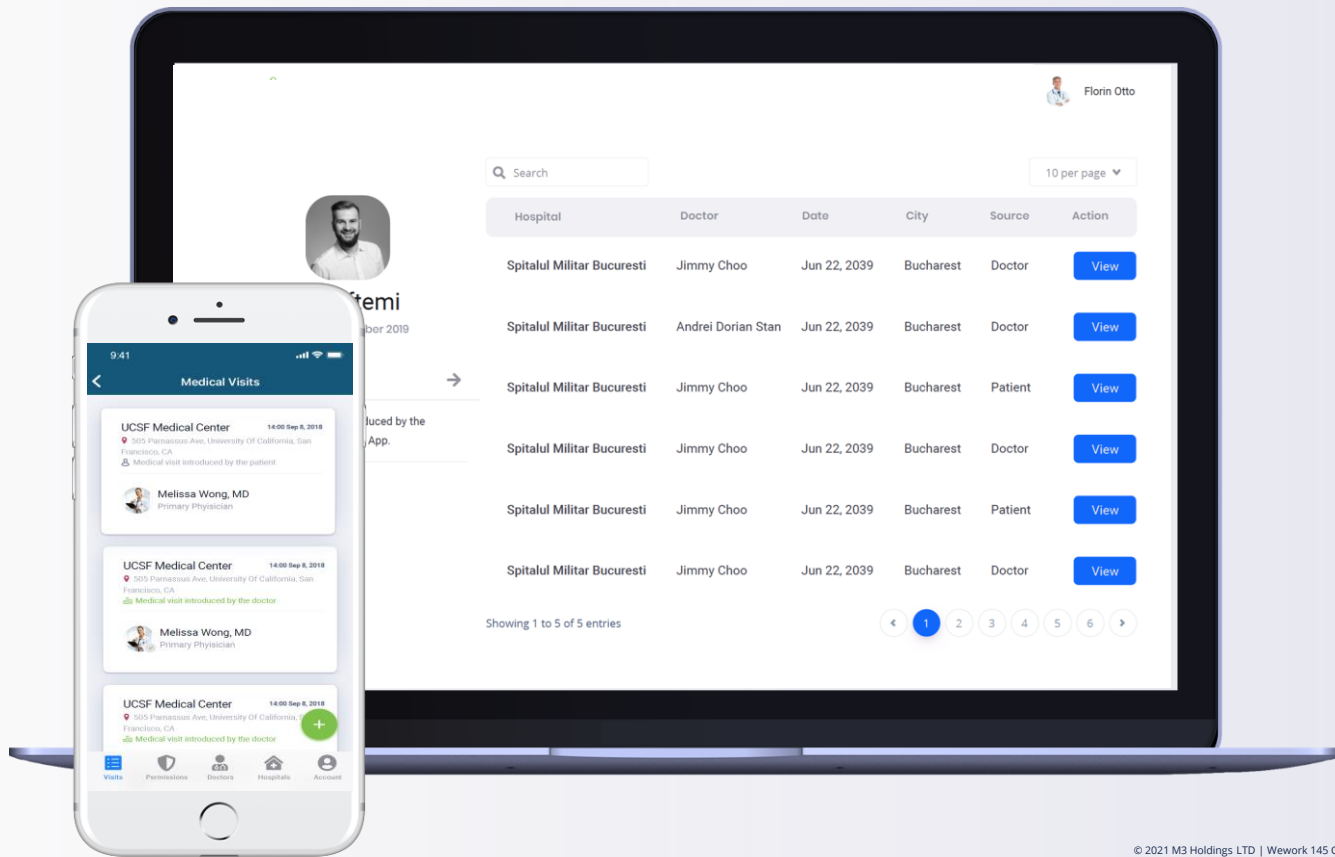 Florin Otto
Search
10 per page
Hospital Doctor Date City Source Action
Spitalul Militar Bucuresti Jimmy Choo Jun 22, 2039 Bucharest Doctor View
Spitalul Militar Bucuresti Andrei Dorian Stan Jun 22, 2039 Bucharest Doctor View
Spitalul Militar Bucuresti Jimmy Choo Jun 22, 2039 Bucharest Patient View
Spitalul Militar Bucuresti Jimmy Choo Jun 22, 2039 Bucharest Doctor View
Spitalul Militar Bucuresti Jimmy Choo Jun 22, 2039 Bucharest Patient View
Spitalul Militar Bucuresti Jimmy Choo Jun 22, 2039 Bucharest Doctor View
Showing 1 to 5 of 5 entries
1 2 3 4 5 6
temi
ber 2019
luced by the
App.
9:41
Medical Visits
UCSF Medical Center 14:00 Sep 8, 2018
505 Parnassus Ave, University Of California, San
Francisco, CA
Medical visit introduced by the patient
Melissa Wong, MD
Primary Phyisician
UCSF Medical Center 14:00 Sep 8, 2018
505 Parnassus Ave, University Of California, San
Francisco, CA
Medical visit introduced by the doctor
Melissa Wong, MD
Primary Phyisician
UCSF Medical Center 14:00 Sep 8, 2018
505 Parnassus Ave, University Of California,
Francisco, CA
Medical visit introduced by the doctor
Visits Permissions Doctors Hospitals Account
© 2021 M3 Holdings LTD | Wework 145